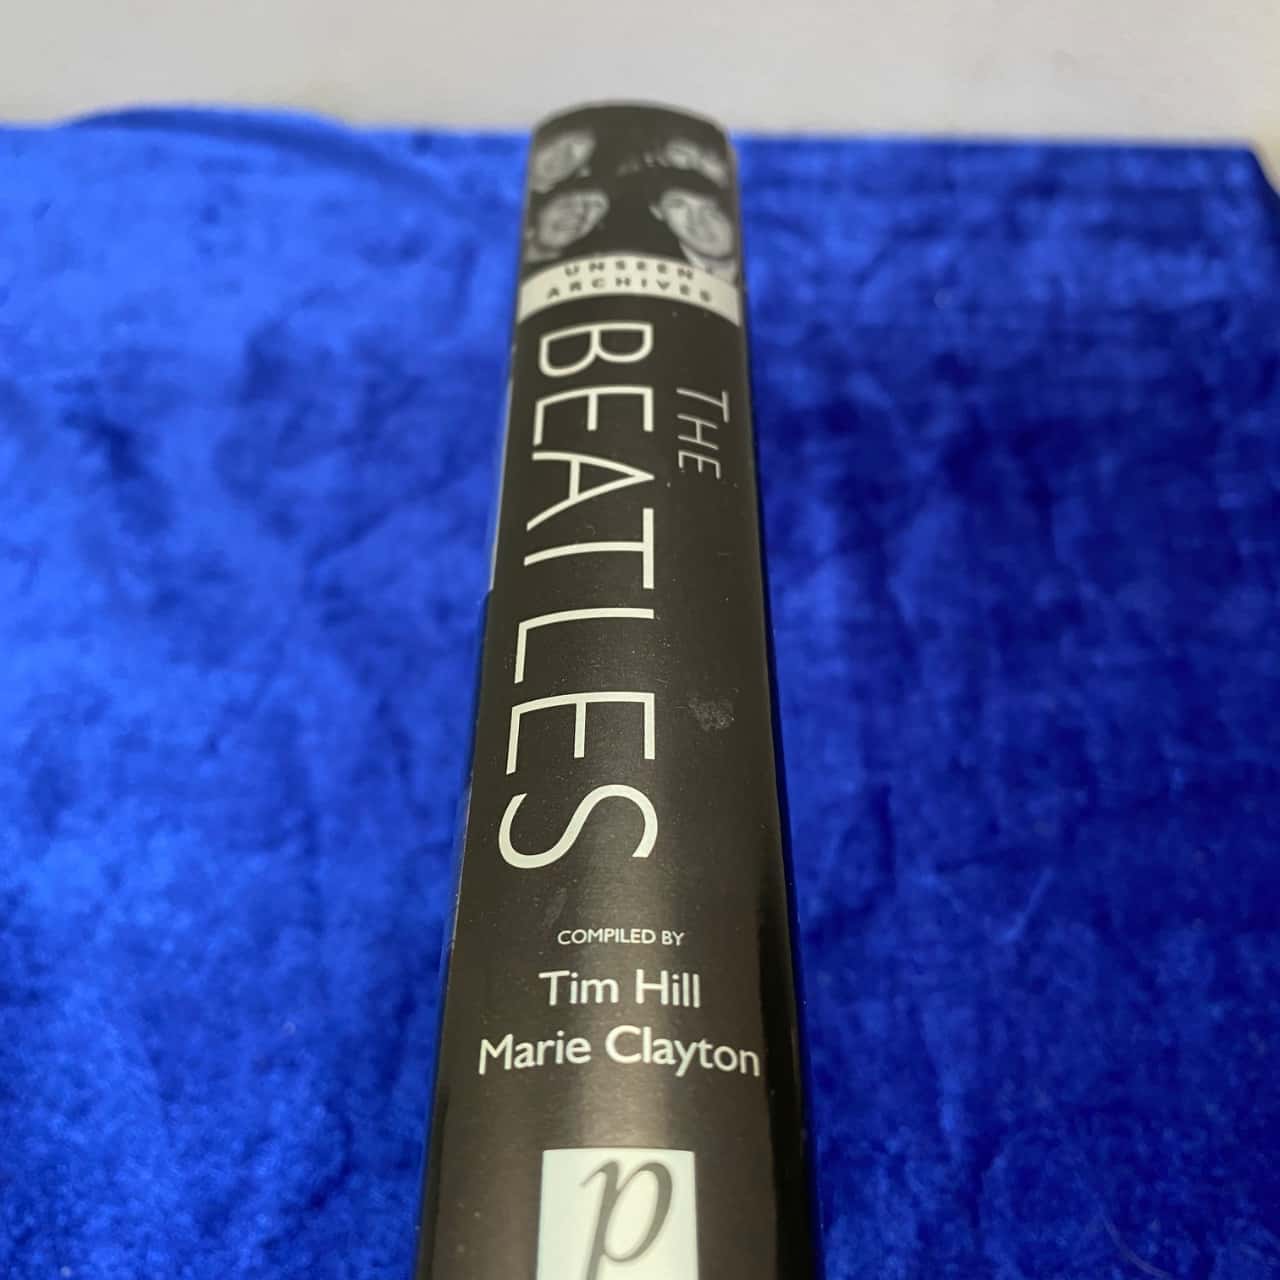 UNSEEN
ARCHIVES
THE
BEATLES
COMPILED BY
Tim Hill
Marie Clayton
p